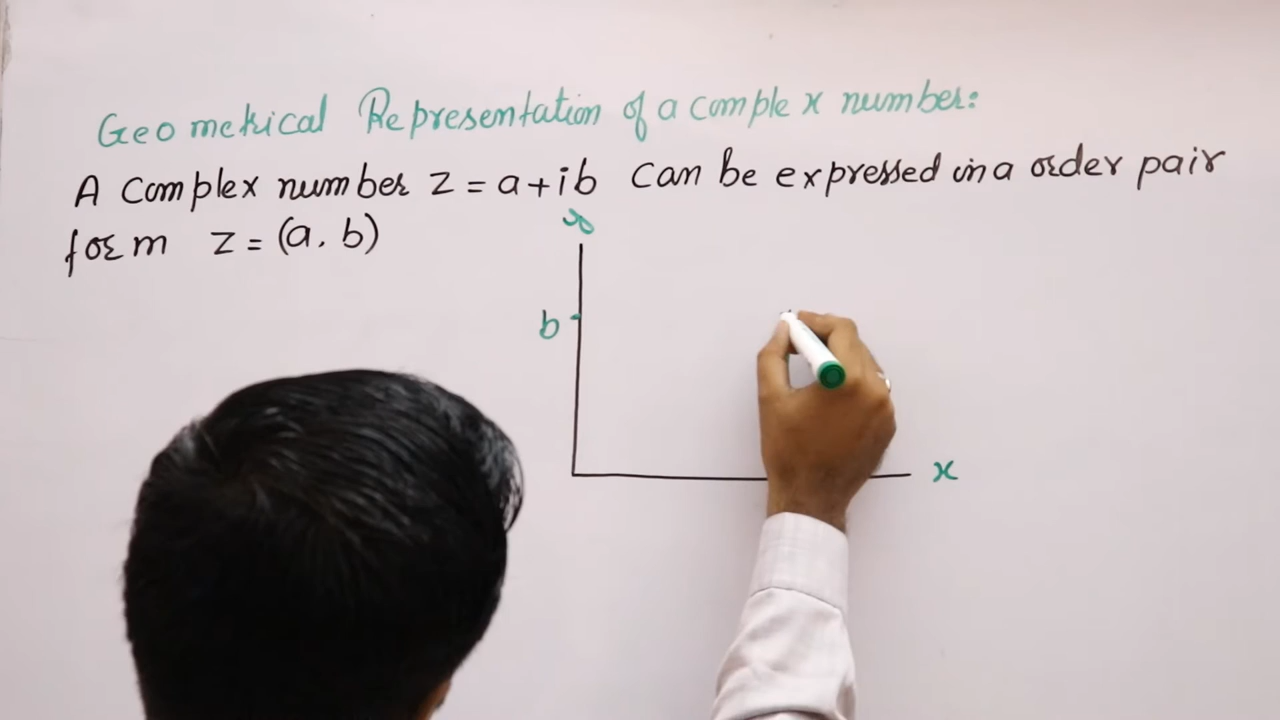 Geometrical Representation of a complex number:
A Complex number z = a+ib can be expressed in a order pair
form z = (a, b)
y
b
x